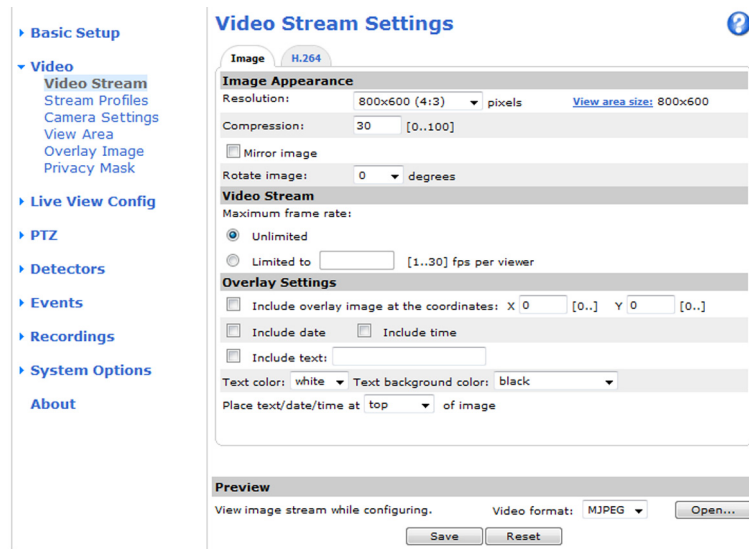 Basic Setup
Video
Video Stream
Stream Profiles
Camera Settings
View Area
Overlay Image
Privacy Mask
Live View Config
PTZ
Detectors
Events
Recordings
System Options
About
Video Stream Settings
?
Image
H.264
Image Appearance
Resolution: 800x600 (4:3) pixels View area size: 800x600
Compression: 30 [0..100]
Mirror image
Rotate image: 0 degrees
Video Stream
Maximum frame rate:
Unlimited
Limited to [1..30] fps per viewer
Overlay Settings
Include overlay image at the coordinates: X 0 [0..] Y 0 [0..]
Include date Include time
Include text:
Text color: white Text background color: black
Place text/date/time at top of image
Preview
View image stream while configuring. Video format: MJPEG Open...
Save Reset